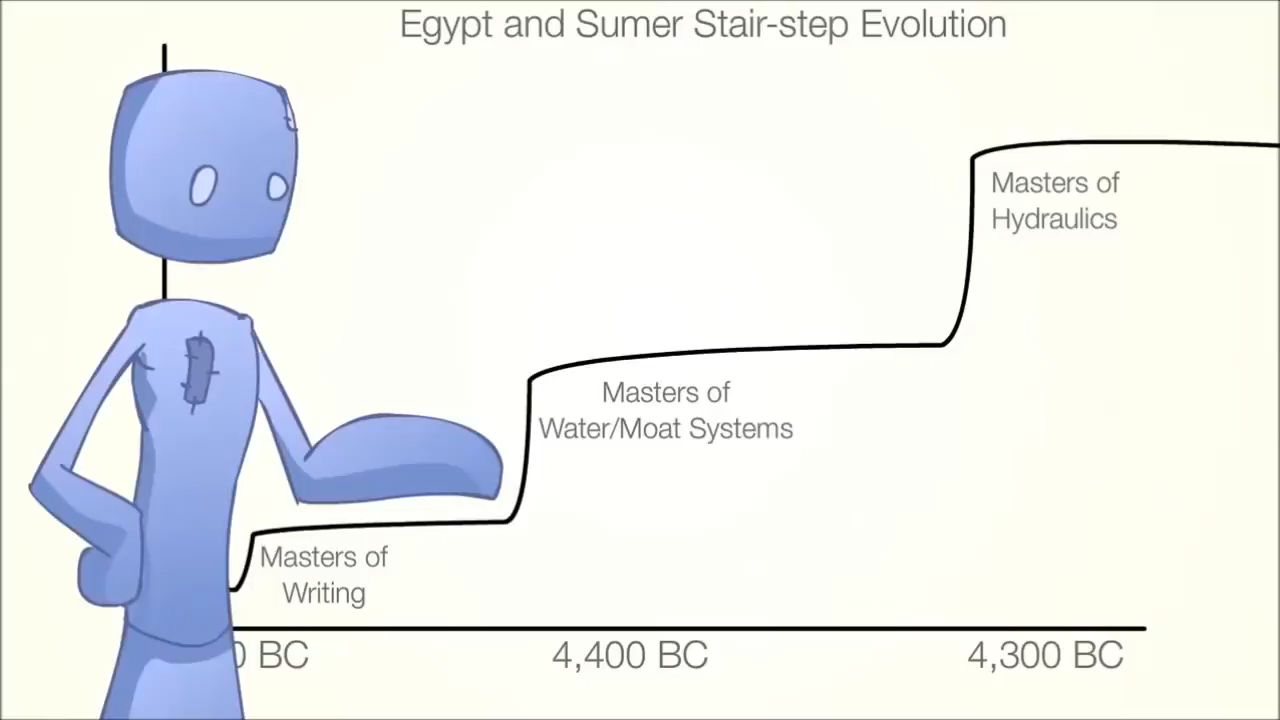 Egypt and Sumer Stair-step Evolution
Masters of
Hydraulics
Masters of
Water/Moat Systems
Masters of
Writing
0 BC
4,400 BC
4,300 BC